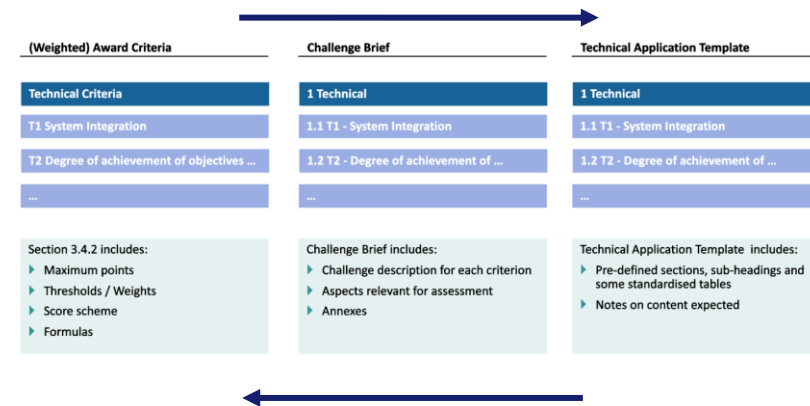 (Weighted) Award Criteria
Technical Criteria
T1 System Integration
T2 Degree of achievement of objectives ...
...
Section 3.4.2 includes:
Maximum points
Thresholds / Weights
Score scheme
Formulas
Challenge Brief
1 Technical
1.1 T1 - System Integration
1.2 T2 - Degree of achievement of ...
...
Challenge Brief includes:
Challenge description for each criterion
Aspects relevant for assessment
Annexes
Technical Application Template
1 Technical
1.1 T1 - System Integration
1.2 T2 - Degree of achievement of ...
...
Technical Application Template includes:
Pre-defined sections, sub-headings and
some standardised tables
Notes on content expected